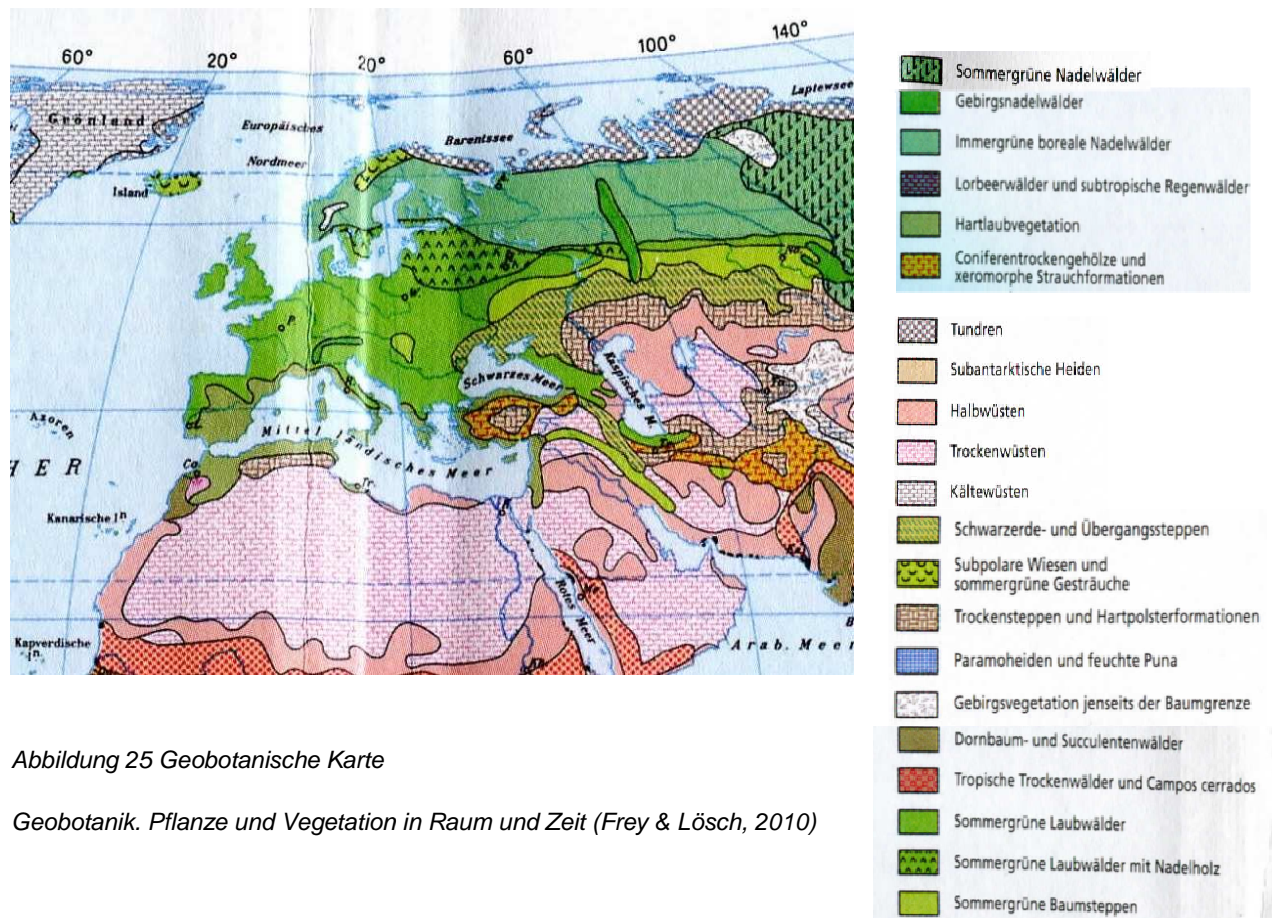 60° 20° 20° 60° 100° 140°
Grönland
Europäisches
Nordmeer
Barentssee
Laptewsee
Island
Azoren
Schwarzes Meer
Kaspisches M.
Mittelländisches Meer
HER
Kanarische In.
Rotes Meer
Kapverdische
In.
Arab. Meer
Sommergrüne Nadelwälder
Gebirgsnadelwälder
Immergrüne boreale Nadelwälder
Lorbeerwälder und subtropische Regenwälder
Hartlaubvegetation
Coniferentrockengehölze und
xeromorphe Strauchformationen
Tundren
Subantarktische Heiden
Halbwüsten
Trockenwüsten
Kältewüsten
Schwarzerde- und Übergangssteppen
Subpolare Wiesen und
sommergrüne Gesträuche
Trockensteppen und Hartpolsterformationen
Paramoheiden und feuchte Puna
Gebirgsvegetation jenseits der Baumgrenze
Dornbaum- und Succulentenwälder
Tropische Trockenwälder und Campos cerrados
Sommergrüne Laubwälder
Sommergrüne Laubwälder mit Nadelholz
Sommergrüne Baumsteppen
Abbildung 25 Geobotanische Karte
Geobotanik. Pflanze und Vegetation in Raum und Zeit (Frey & Lösch, 2010)